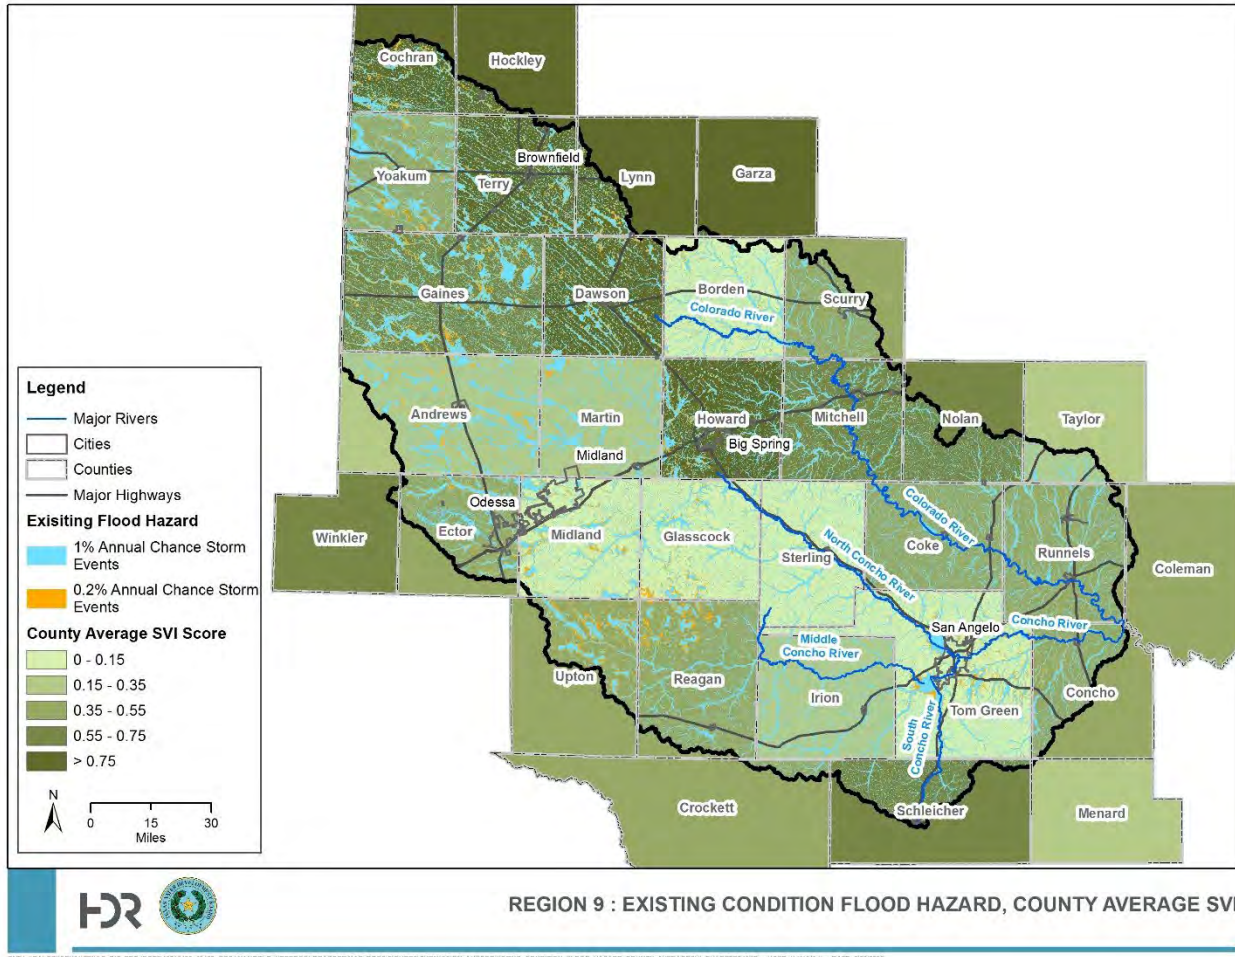 Cochran
Hockley
Brownfield
Yoakum
Terry
Lynn
Garza
Gaines
Dawson
Borden
Scurry
Colorado River
Andrews
Martin
Howard
Mitchell
Nolan
Taylor
Big Spring
Midland
Odessa
Winkler
Ector
Midland
Glasscock
Sterling
North Concho River
Colorado River
Coke
Runnels
Coleman
San Angelo
Concho River
Middle
Concho River
Upton
Reagan
Irion
Tom Green
Concho
South
Concho River
Crockett
Schleicher
Menard
Legend
Major Rivers
Cities
Counties
Major Highways
Exisiting Flood Hazard
1% Annual Chance Storm
Events
0.2% Annual Chance Storm
Events
County Average SVI Score
0 - 0.15
0.15 - 0.35
0.35 - 0.55
0.55 - 0.75
> 0.75
N
0 15 30
Miles
HDR
REGION 9 : EXISTING CONDITION FLOOD HAZARD, COUNTY AVERAGE SVI